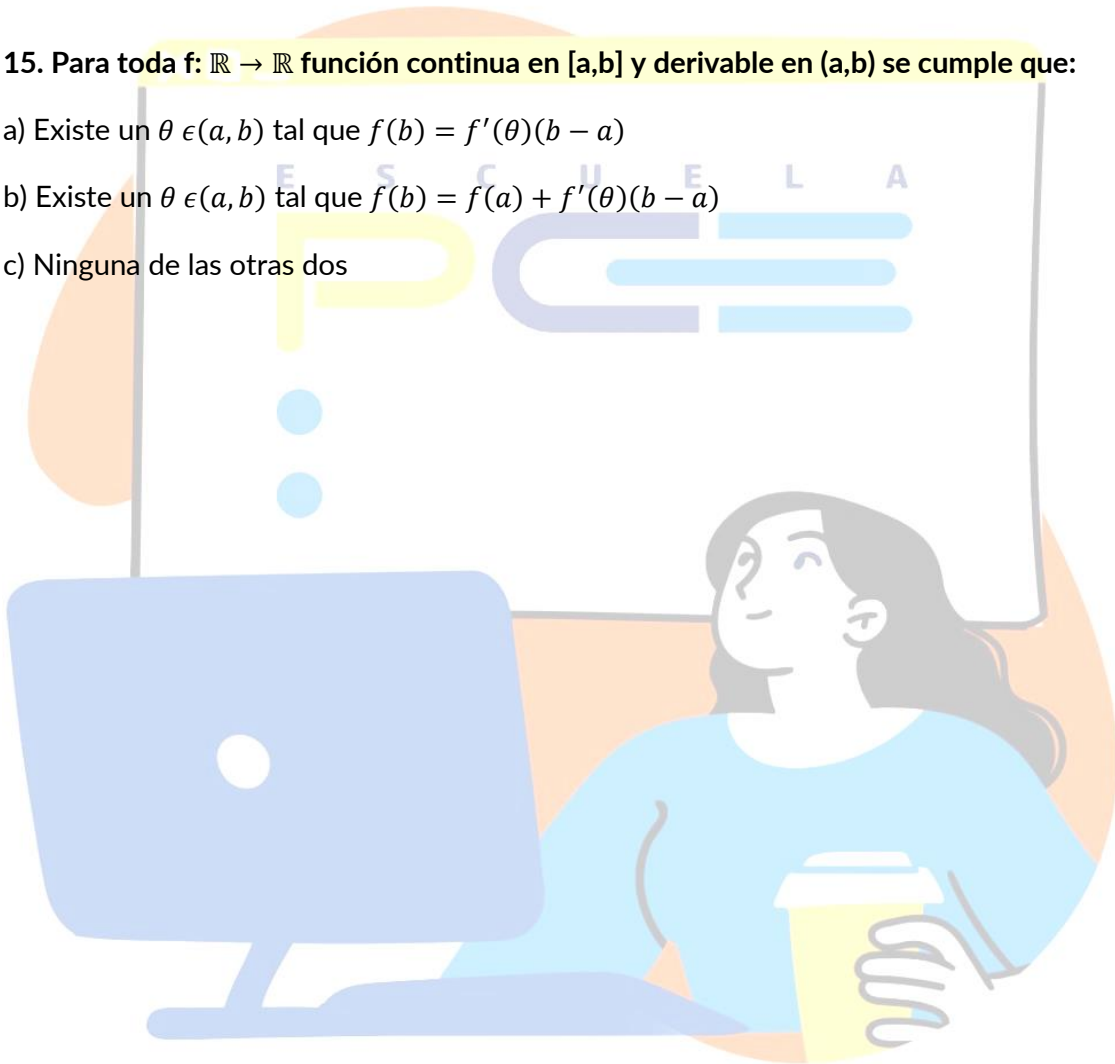 15. Para toda f: ℝ → ℝ función continua en [a,b] y derivable en (a,b) se cumple que:
a) Existe un θ ϵ(a, b) tal que f(b) = f′(θ)(b − a)
E S C U E L A
b) Existe un θ ϵ(a, b) tal que f(b) = f(a) + f′(θ)(b − a)
PCE
c) Ninguna de las otras dos